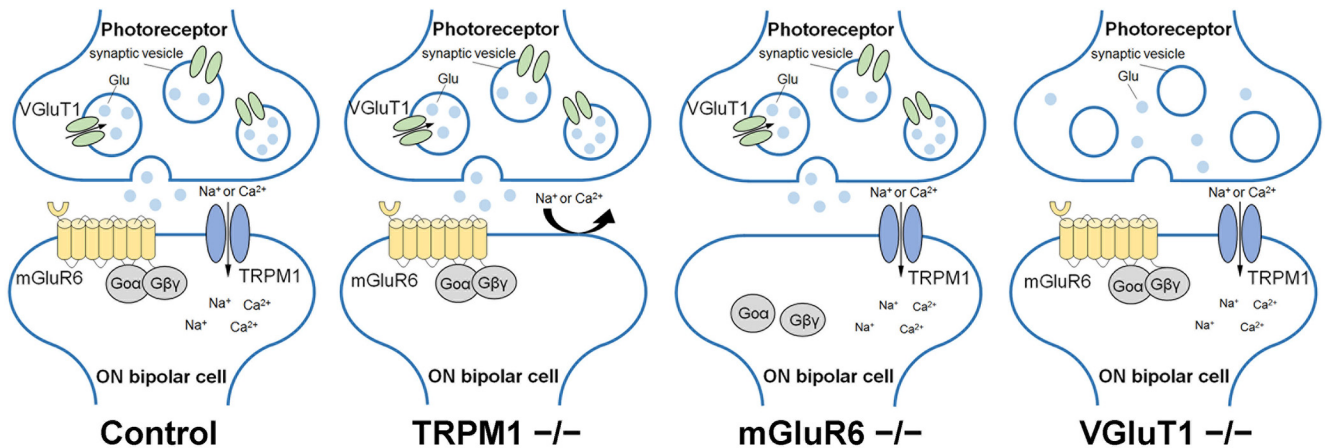 Photoreceptor
synaptic vesicle
Glu
VGluT1
Na⁺ or Ca²⁺
mGluR6
Goα
Gβγ
TRPM1
Na⁺
Ca²⁺
Na⁺
Ca²⁺
ON bipolar cell
Control
Photoreceptor
synaptic vesicle
Glu
VGluT1
Na⁺ or Ca²⁺
mGluR6
Goα
Gβγ
ON bipolar cell
TRPM1 −/−
Photoreceptor
synaptic vesicle
Glu
VGluT1
Na⁺ or Ca²⁺
TRPM1
Goα
Gβγ
Na⁺
Ca²⁺
Na⁺
Ca²⁺
ON bipolar cell
mGluR6 −/−
Photoreceptor
synaptic vesicle
Glu
Na⁺ or Ca²⁺
mGluR6
Goα
Gβγ
TRPM1
Na⁺
Ca²⁺
Na⁺
Ca²⁺
ON bipolar cell
VGluT1 −/−